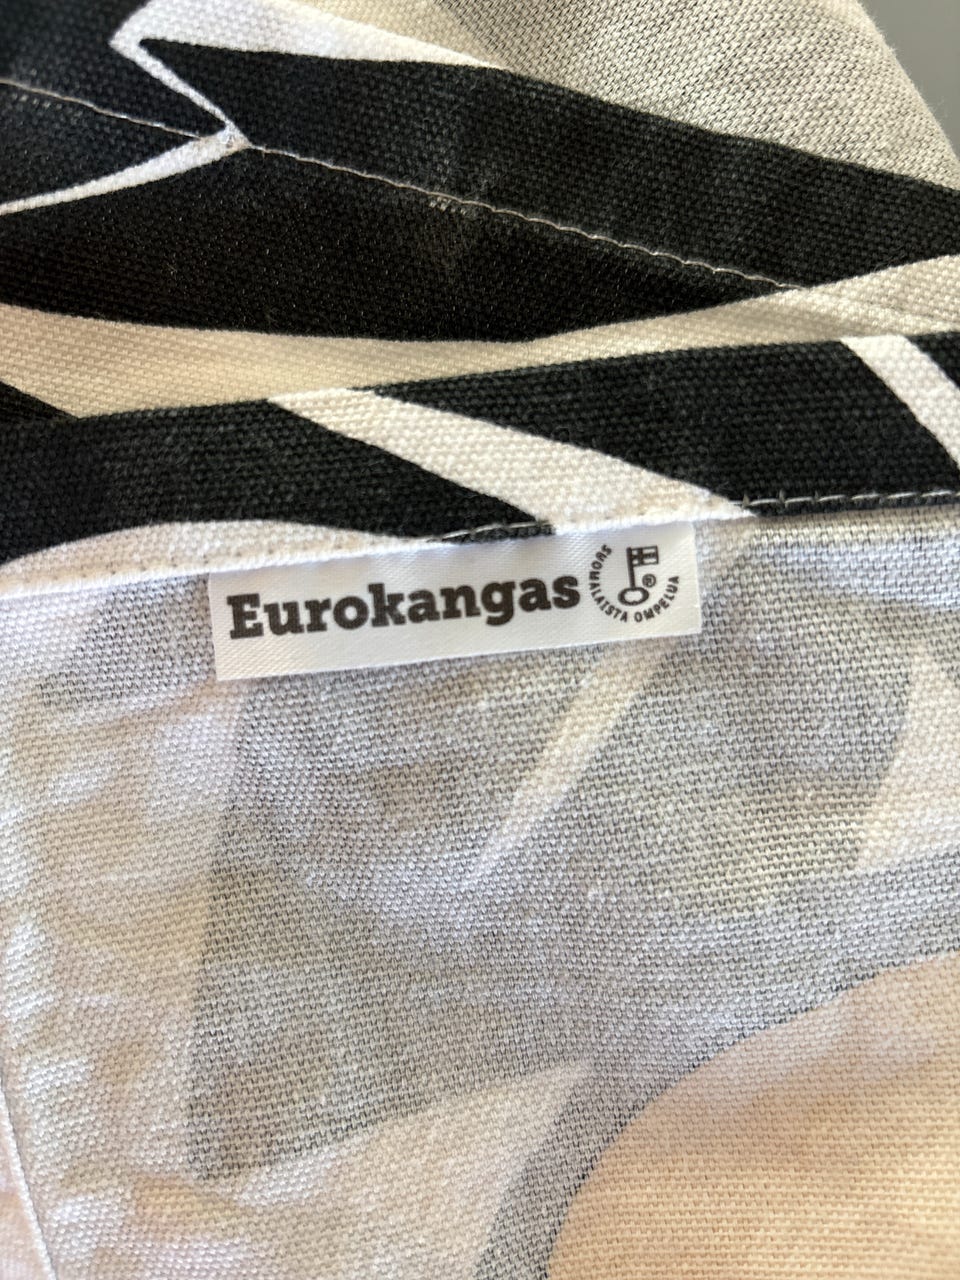 Eurokangas
SUOMALAISTA OMPELUA
®